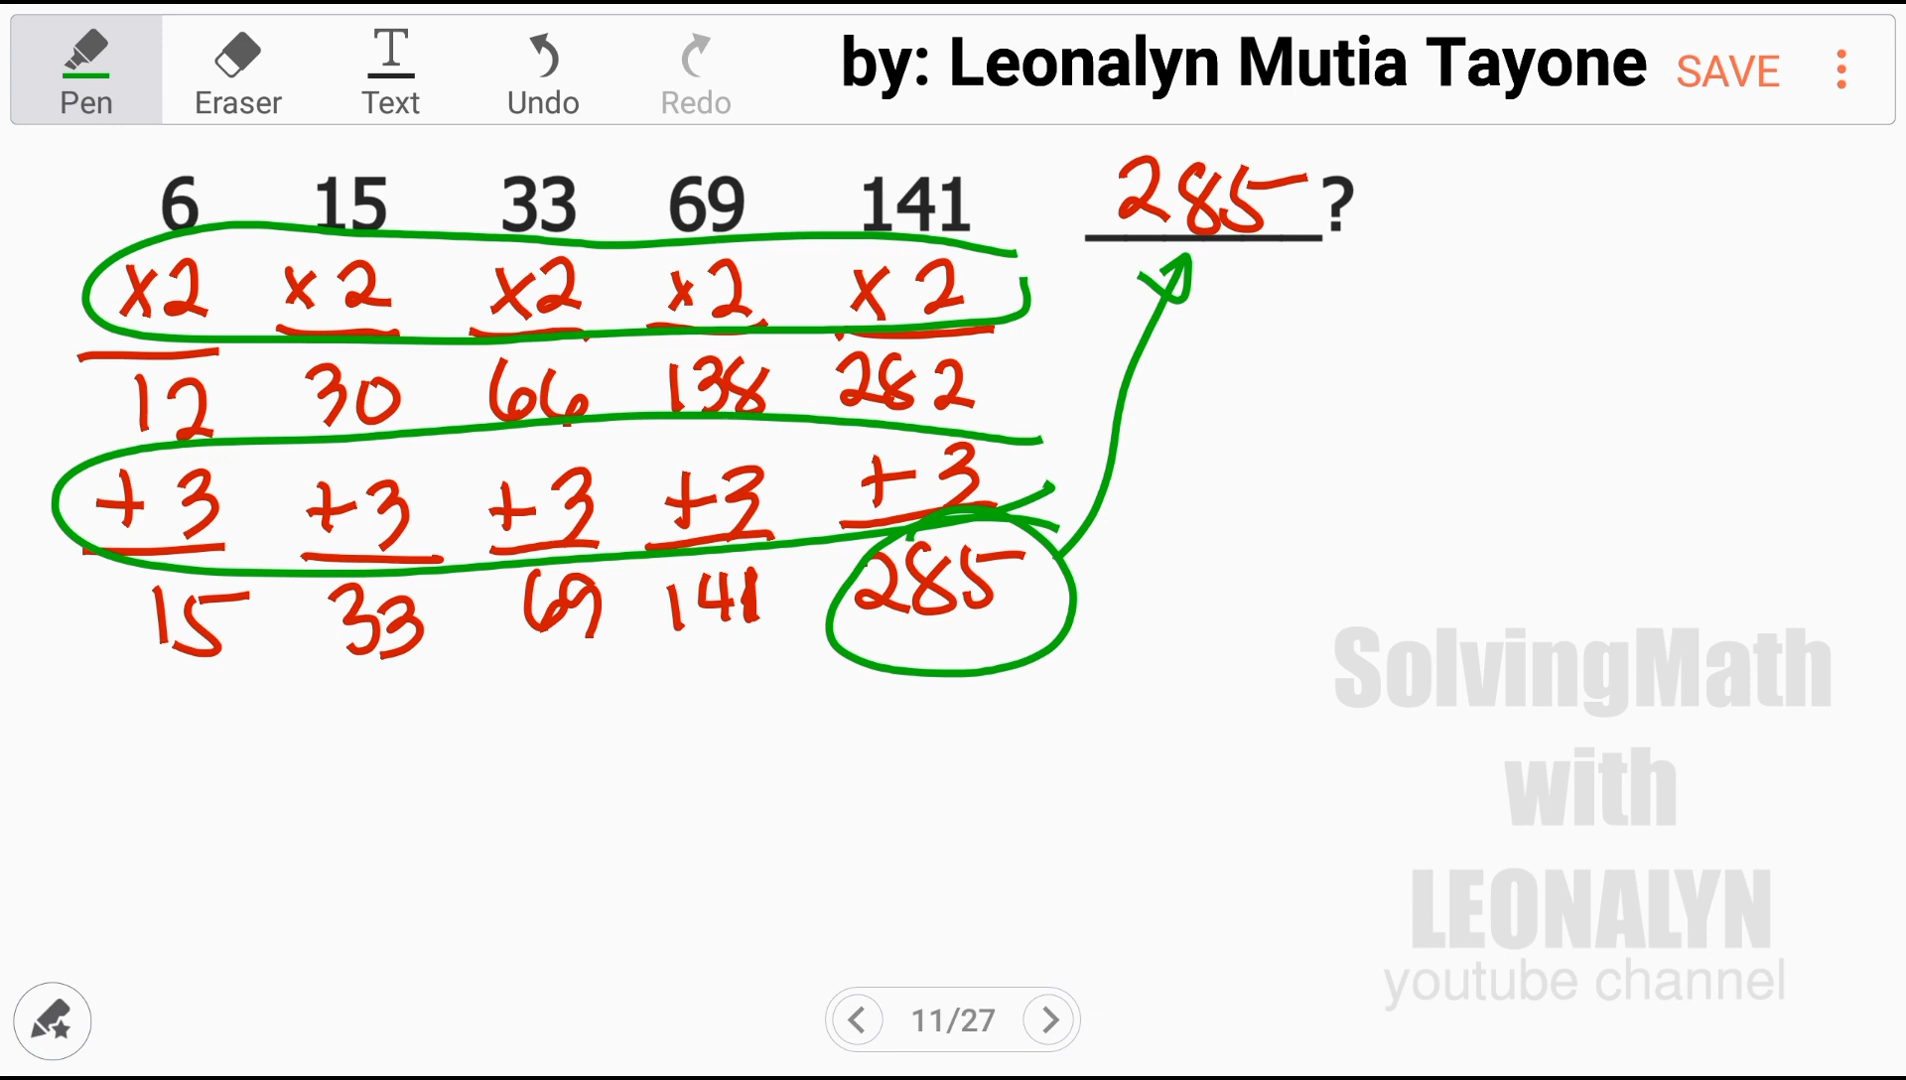 by: Leonalyn Mutia Tayone
SAVE
Pen Eraser Text Undo Redo
6 15 33 69 141 285?
x2 x2 x2 x2 x2
12 30 66 138 282
+3 +3 +3 +3 +3
15 33 69 141 285
SolvingMath
with
LEONALYN
youtube channel
11/27